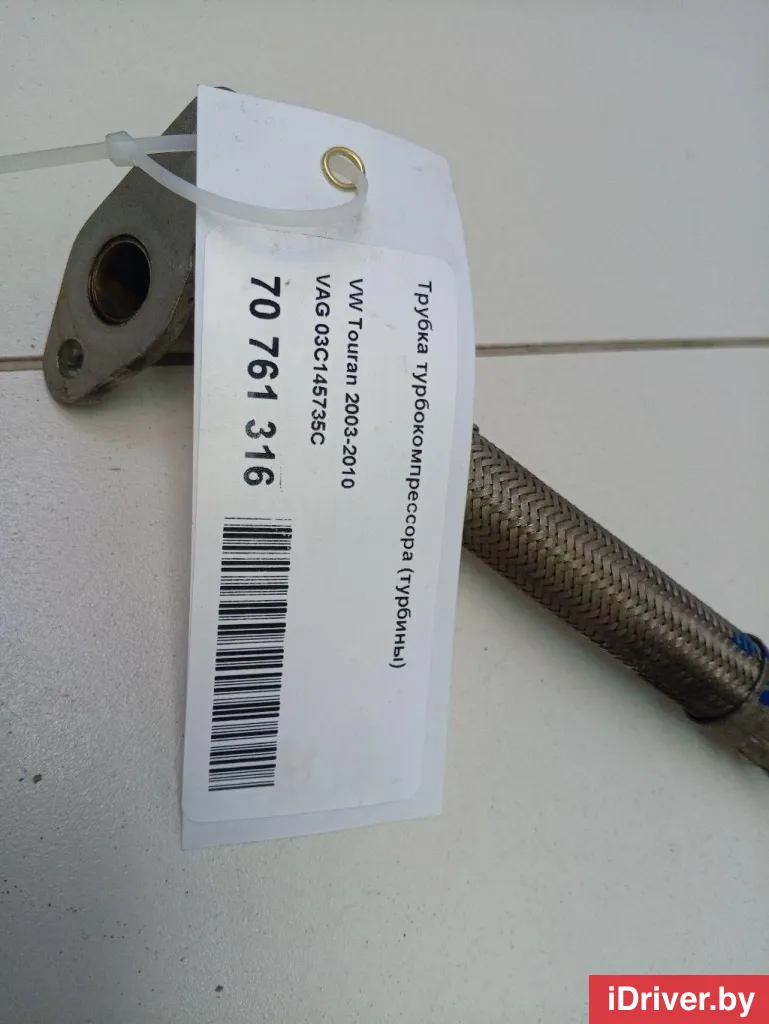 Трубка турбокомпрессора (турбины)
VW Touran 2003-2010
VAG 03C145735C
70 761 316
iDriver.by